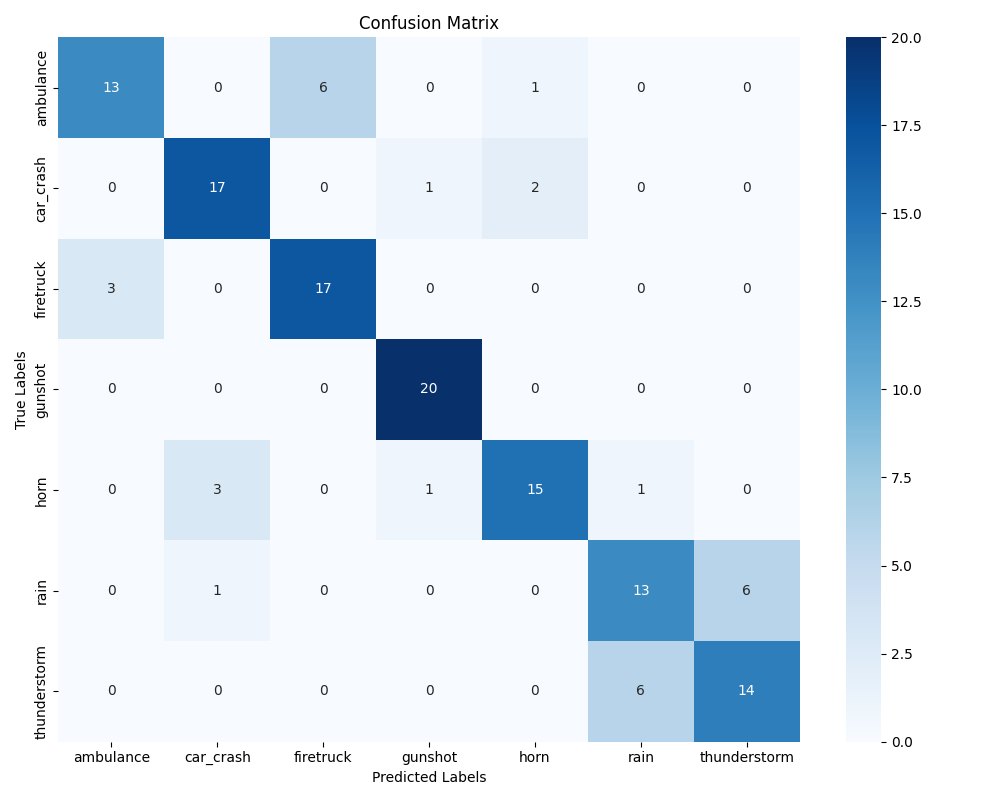 Confusion Matrix
ambulance 13 0 6 0 1 0 0
car_crash 0 17 0 1 2 0 0
firetruck 3 0 17 0 0 0 0
gunshot 0 0 0 20 0 0 0
horn 0 3 0 1 15 1 0
rain 0 1 0 0 0 13 6
thunderstorm 0 0 0 0 0 6 14
True Labels
ambulance car_crash firetruck gunshot horn rain thunderstorm
Predicted Labels
20.0
17.5
15.0
12.5
10.0
7.5
5.0
2.5
0.0